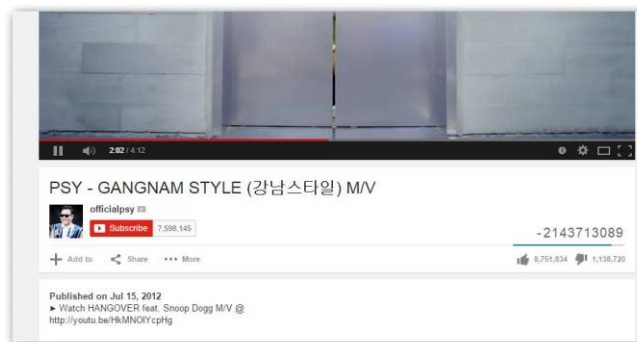 2:02 / 4:12
PSY - GANGNAM STYLE (강남스타일) M/V
officialpsy
Subscribe 7,598,145
-2143713089
Add to Share More
8,751,834 1,138,720
Published on Jul 15, 2012
► Watch HANGOVER feat. Snoop Dogg M/V @
http://youtu.be/HkMNOIYcpHg